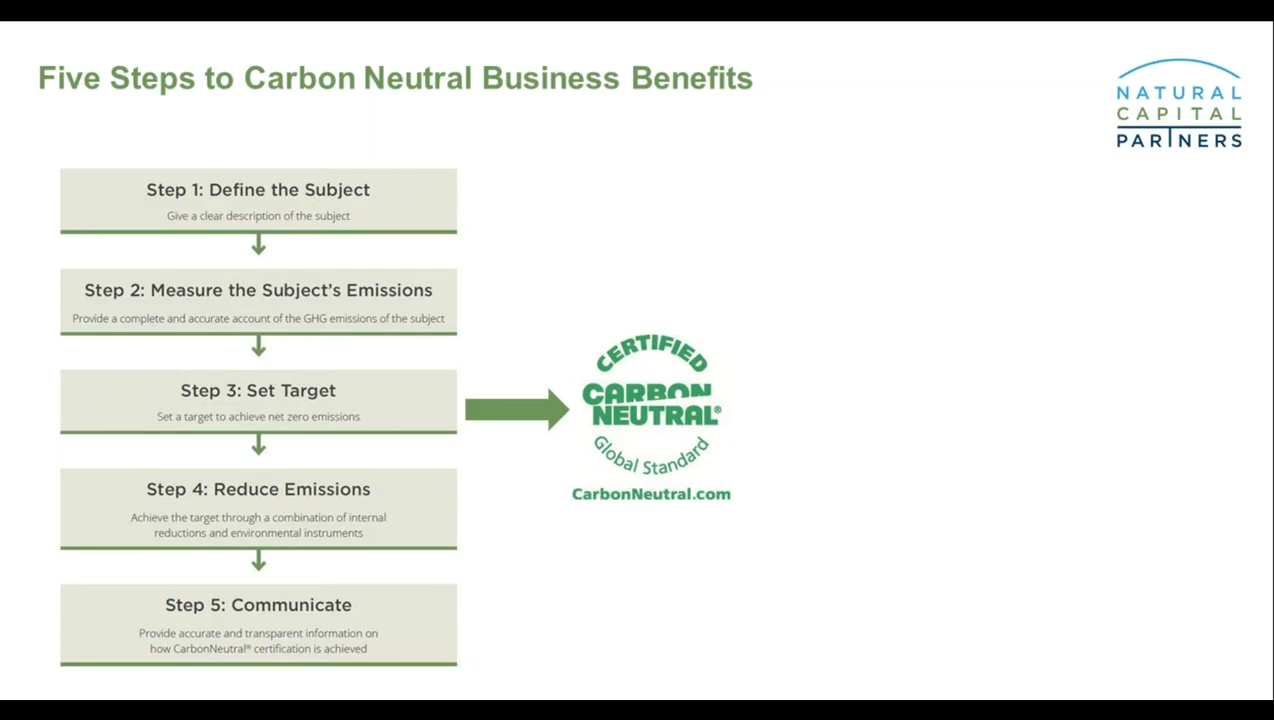 Five Steps to Carbon Neutral Business Benefits
NATURAL
CAPITAL
PARTNERS
Step 1: Define the Subject
Give a clear description of the subject
Step 2: Measure the Subject's Emissions
Provide a complete and accurate account of the GHG emissions of the subject
Step 3: Set Target
Set a target to achieve net zero emissions
Step 4: Reduce Emissions
Achieve the target through a combination of internal
reductions and environmental instruments
Step 5: Communicate
Provide accurate and transparent information on
how CarbonNeutral® certification is achieved
CERTIFIED
CARBON
NEUTRAL®
Global Standard
CarbonNeutral.com